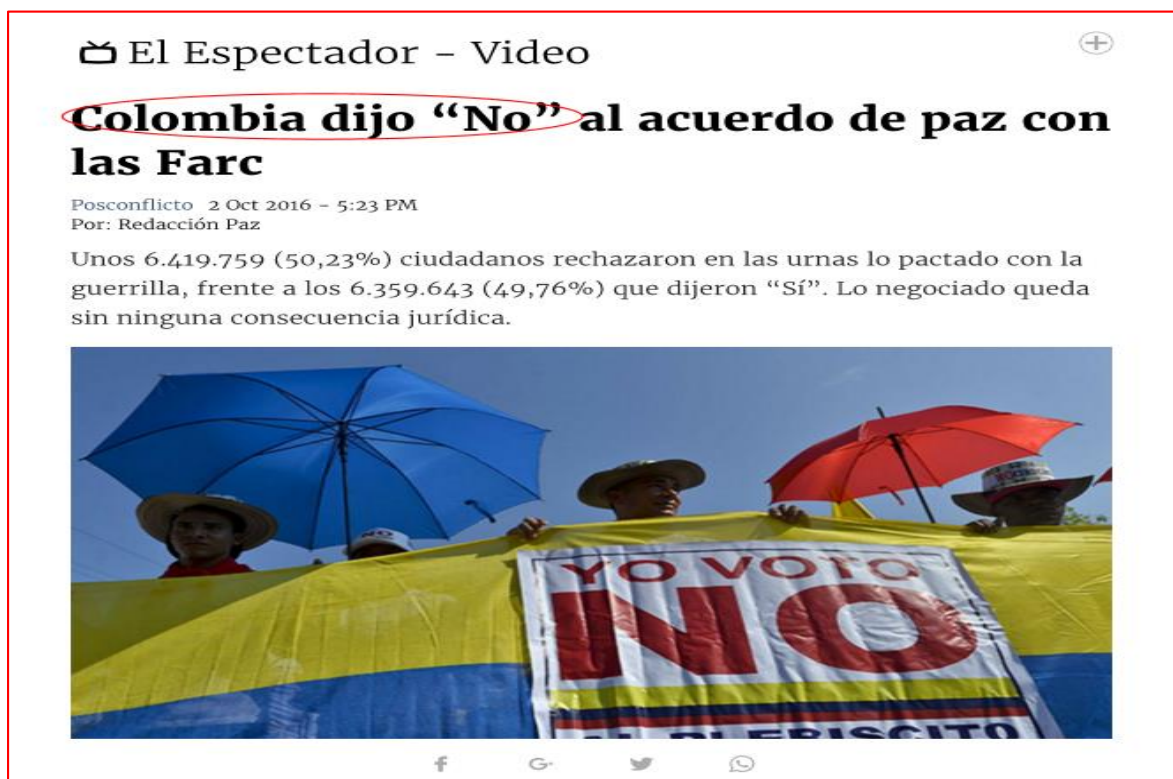 El Espectador – Video
Colombia dijo “No” al acuerdo de paz con
las Farc
Posconflicto 2 Oct 2016 - 5:23 PM
Por: Redacción Paz
Unos 6.419.759 (50,23%) ciudadanos rechazaron en las urnas lo pactado con la
guerrilla, frente a los 6.359.643 (49,76%) que dijeron “Sí”. Lo negociado queda
sin ninguna consecuencia jurídica.
NO
YO VOTO
NO
AL PLEBISCITO